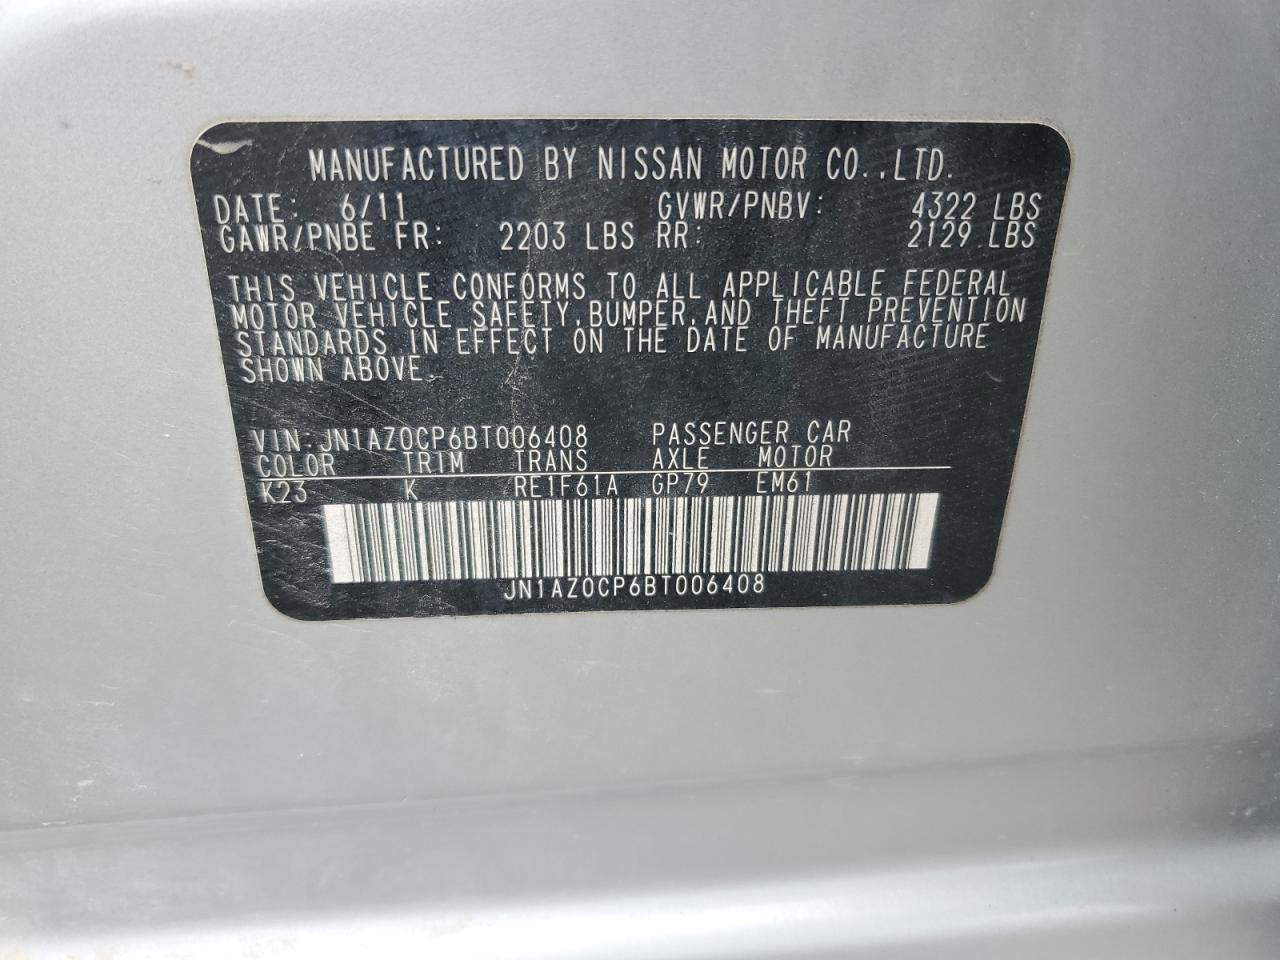 MANUFACTURED BY NISSAN MOTOR CO.,LTD.
DATE: 6/11 GVWR/PNBV: 4322 LBS
GAWR/PNBE FR: 2203 LBS RR: 2129 LBS
THIS VEHICLE CONFORMS TO ALL APPLICABLE FEDERAL
MOTOR VEHICLE SAFETY,BUMPER,AND THEFT PREVENTION
STANDARDS IN EFFECT ON THE DATE OF MANUFACTURE
SHOWN ABOVE.
VIN:JN1AZ0CP6BT006408 PASSENGER CAR
COLOR TRIM TRANS AXLE MOTOR
K23 K RE1F61A GP79 EM61
JN1AZ0CP6BT006408